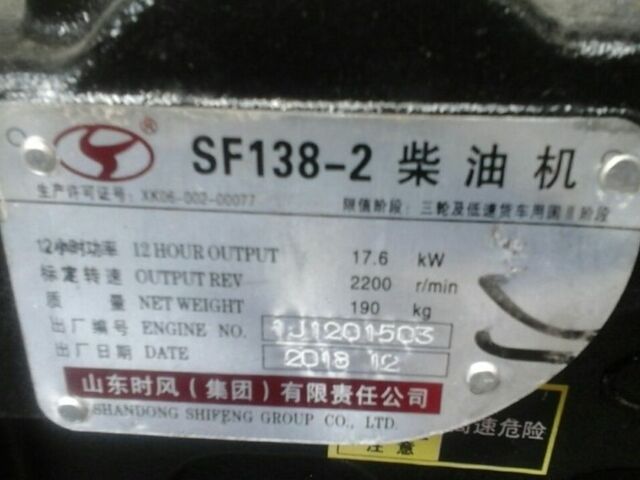 ® SF138-2 柴油机
生产许可证号：XK06-002-00077
限值阶段：三轮及低速货车用国Ⅱ阶段
12小时功率 12 HOUR OUTPUT 17.6 kW
标定转速 OUTPUT REV 2200 r/min
质量 NET WEIGHT 190 kg
出厂编号 ENGINE NO. 1J1201503
出厂日期 DATE 2018 12
山东时风（集团）有限责任公司
SHANDONG SHIFENG GROUP CO., LTD.
高速危险
注意